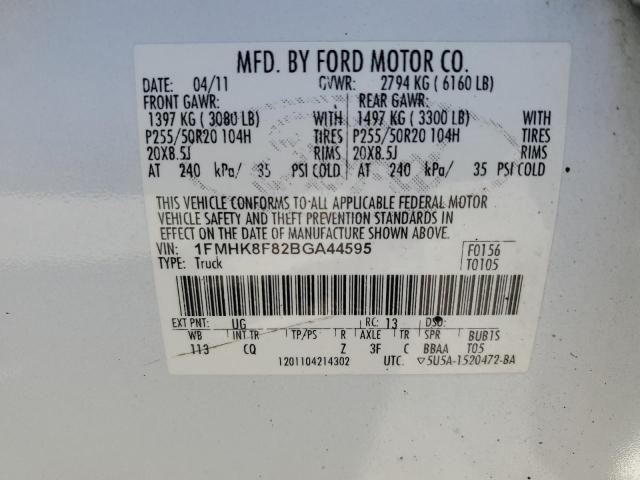 MFD. BY FORD MOTOR CO.
DATE: 04/11 GVWR: 2794 KG ( 6160 LB)
FRONT GAWR: REAR GAWR:
1397 KG ( 3080 LB) WITH 1497 KG ( 3300 LB) WITH
P255/50R20 104H TIRES P255/50R20 104H TIRES
20X8.5J RIMS 20X8.5J RIMS
AT 240 kPa/ 35 PSI COLD AT 240 kPa/ 35 PSI COLD
THIS VEHICLE CONFORMS TO ALL APPLICABLE FEDERAL MOTOR
VEHICLE SAFETY AND THEFT PREVENTION STANDARDS IN
EFFECT ON THE DATE OF MANUFACTURE SHOWN ABOVE.
VIN: 1FMHK8F82BGA44595 F0156
TYPE: Truck T0105
EXT PNT: UG RC: 13 DSO:
WB INT TR TP/PS R AXLE TR SPR BUB1S
113 CQ Z 3F C BBAA T05
1201104214302 UTC. ▽5U5A-1520472-BA